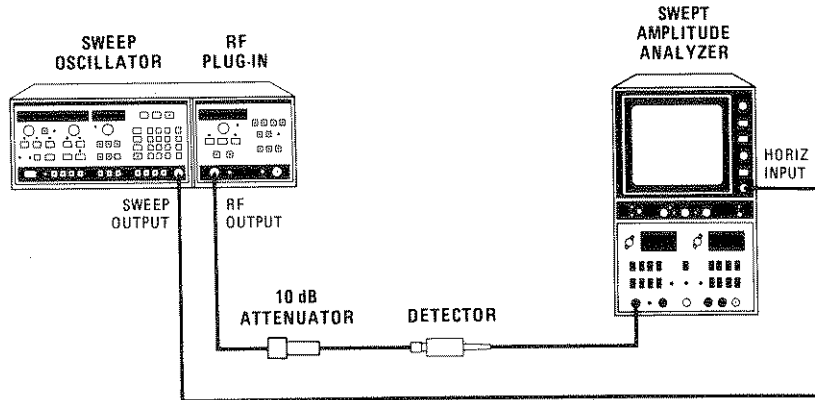 SWEEP
OSCILLATOR
RF
PLUG-IN
SWEPT
AMPLITUDE
ANALYZER
HORIZ
INPUT
SWEEP
OUTPUT
RF
OUTPUT
10 dB
ATTENUATOR
DETECTOR